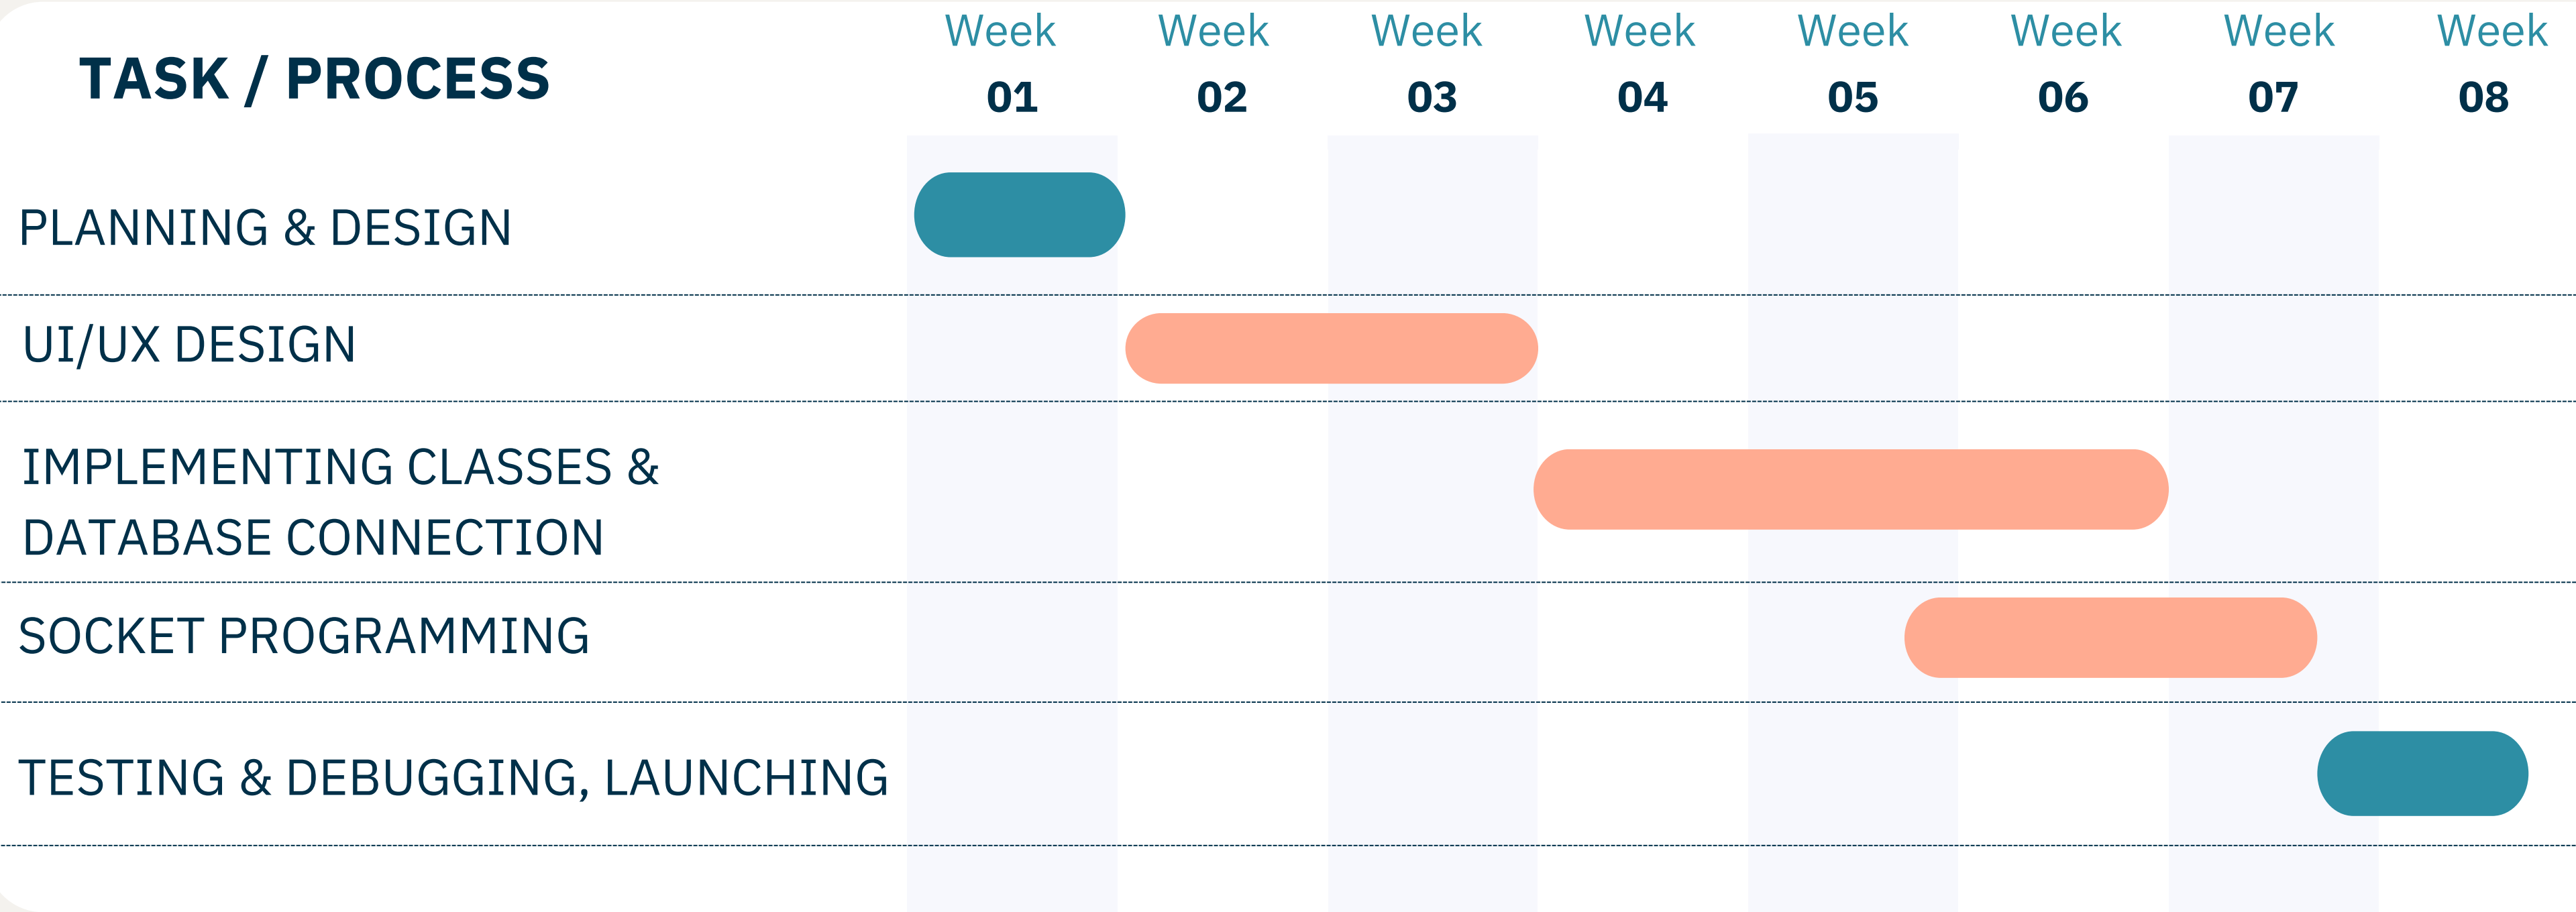 TASK / PROCESS
Week Week Week Week Week Week Week Week
01 02 03 04 05 06 07 08
PLANNING & DESIGN
UI/UX DESIGN
IMPLEMENTING CLASSES &
DATABASE CONNECTION
SOCKET PROGRAMMING
TESTING & DEBUGGING, LAUNCHING